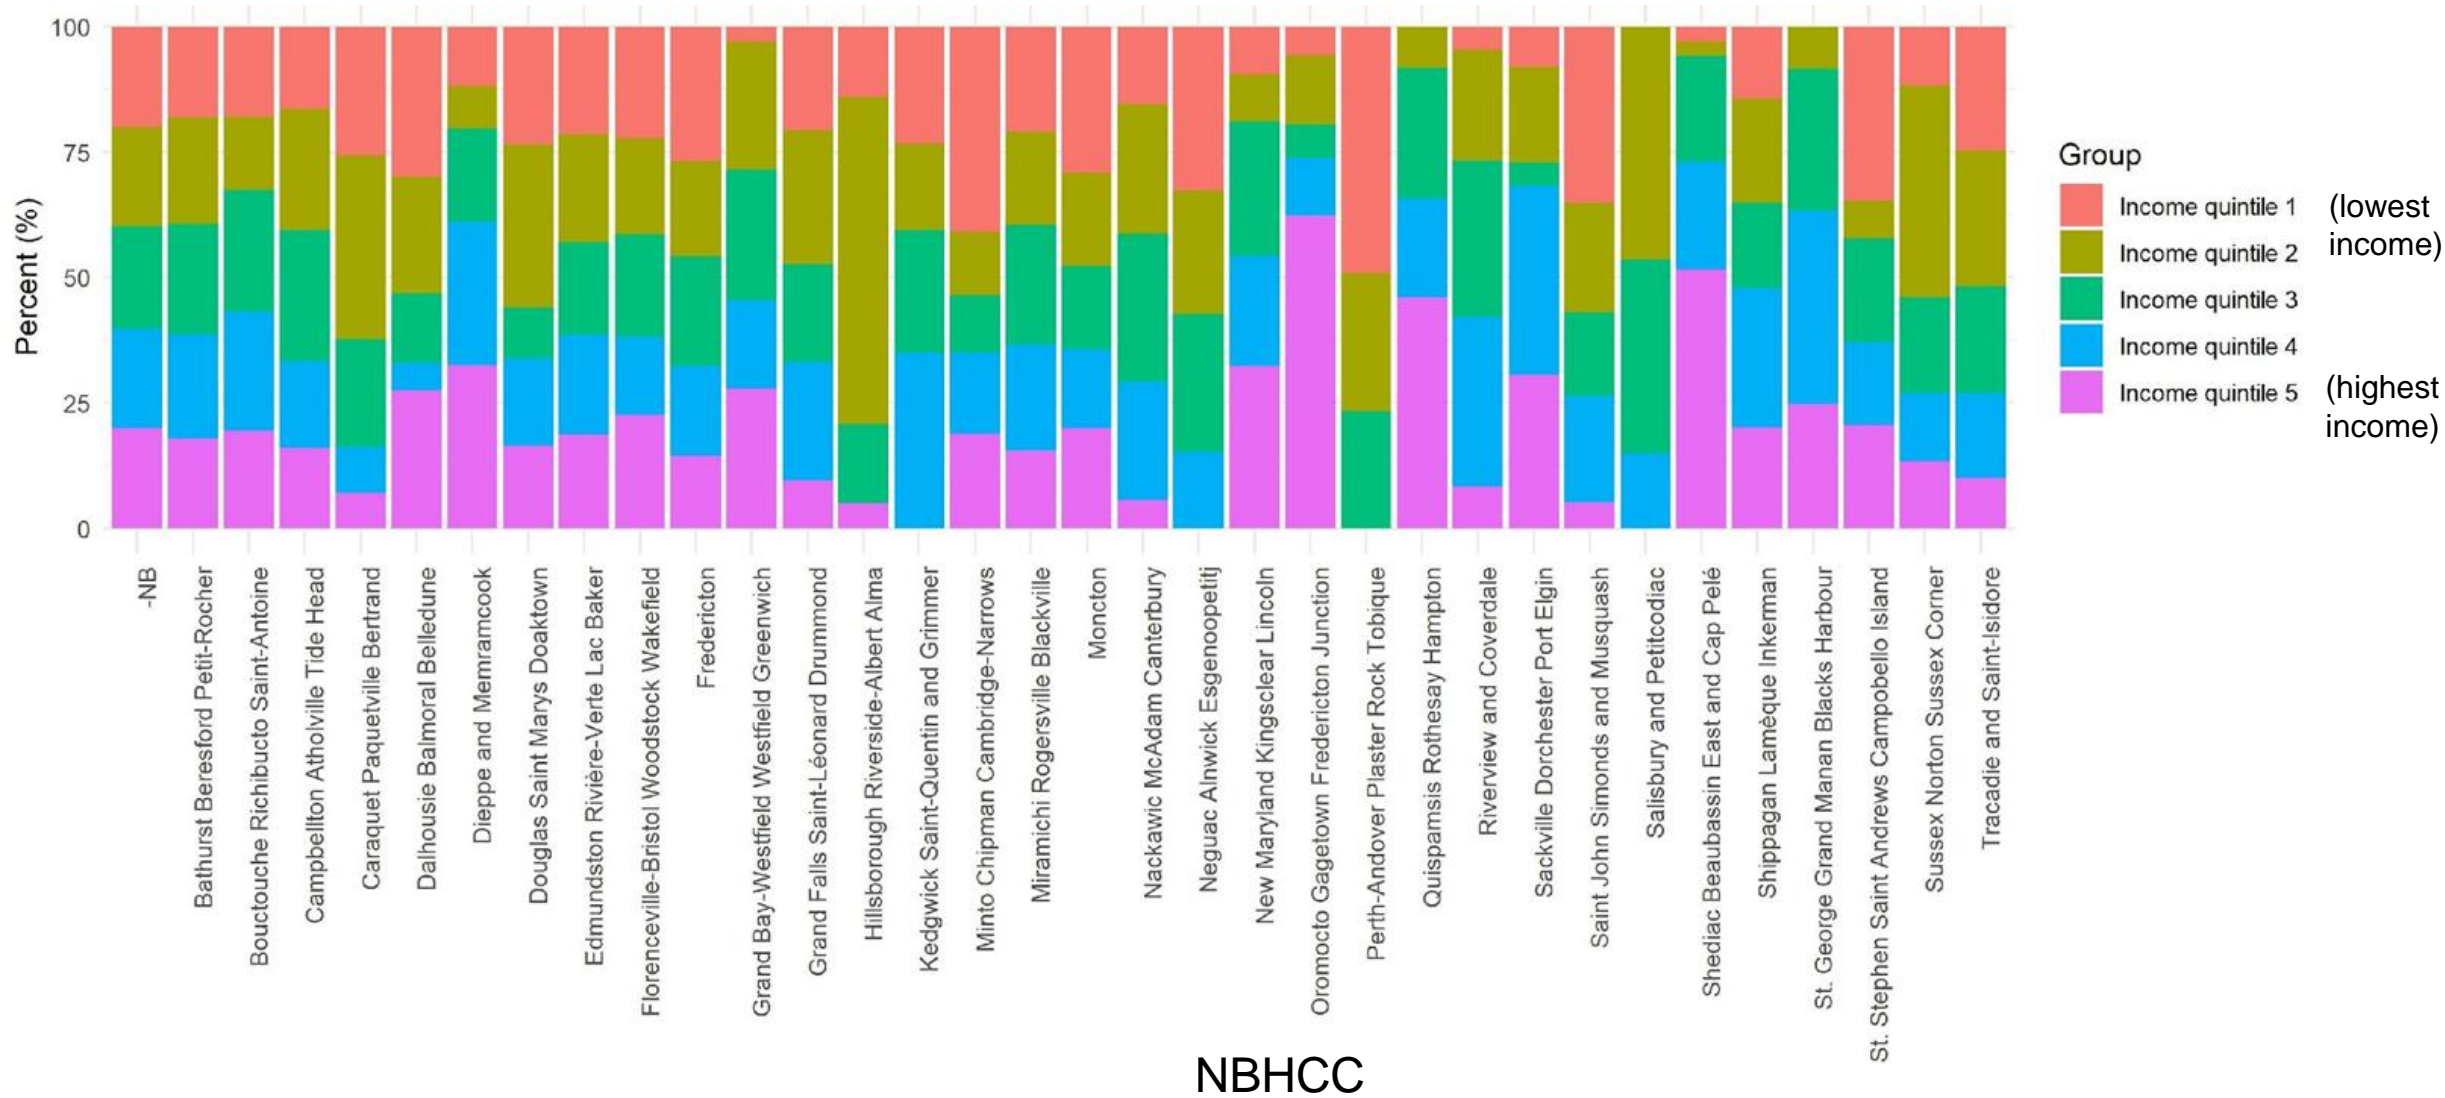 100
75
50
25
0
Percent (%)
-NB
Bathurst Beresford Petit-Rocher
Bouctouche Richibucto Saint-Antoine
Campbellton Atholville Tide Head
Caraquet Paquetville Bertrand
Dalhousie Balmoral Belledune
Dieppe and Memramcook
Douglas Saint Marys Doaktown
Edmundston Rivière-Verte Lac Baker
Florenceville-Bristol Woodstock Wakefield
Fredericton
Grand Bay-Westfield Westfield Greenwich
Grand Falls Saint-Léonard Drummond
Hillsborough Riverside-Albert Alma
Kedgwick Saint-Quentin and Grimmer
Minto Chipman Cambridge-Narrows
Miramichi Rogersville Blackville
Moncton
Nackawic McAdam Canterbury
Neguac Alnwick Esgenoopetitj
New Maryland Kingsclear Lincoln
Oromocto Gagetown Fredericton Junction
Perth-Andover Plaster Rock Tobique
Quispamsis Rothesay Hampton
Riverview and Coverdale
Sackville Dorchester Port Elgin
Saint John Simonds and Musquash
Salisbury and Petitcodiac
Shediac Beaubassin East and Cap Pelé
Shippagan Lamèque Inkerman
St. George Grand Manan Blacks Harbour
St. Stephen Saint Andrews Campobello Island
Sussex Norton Sussex Corner
Tracadie and Saint-Isidore
NBHCC
Group
Income quintile 1
(lowest
income)
Income quintile 2
Income quintile 3
Income quintile 4
Income quintile 5
(highest
income)